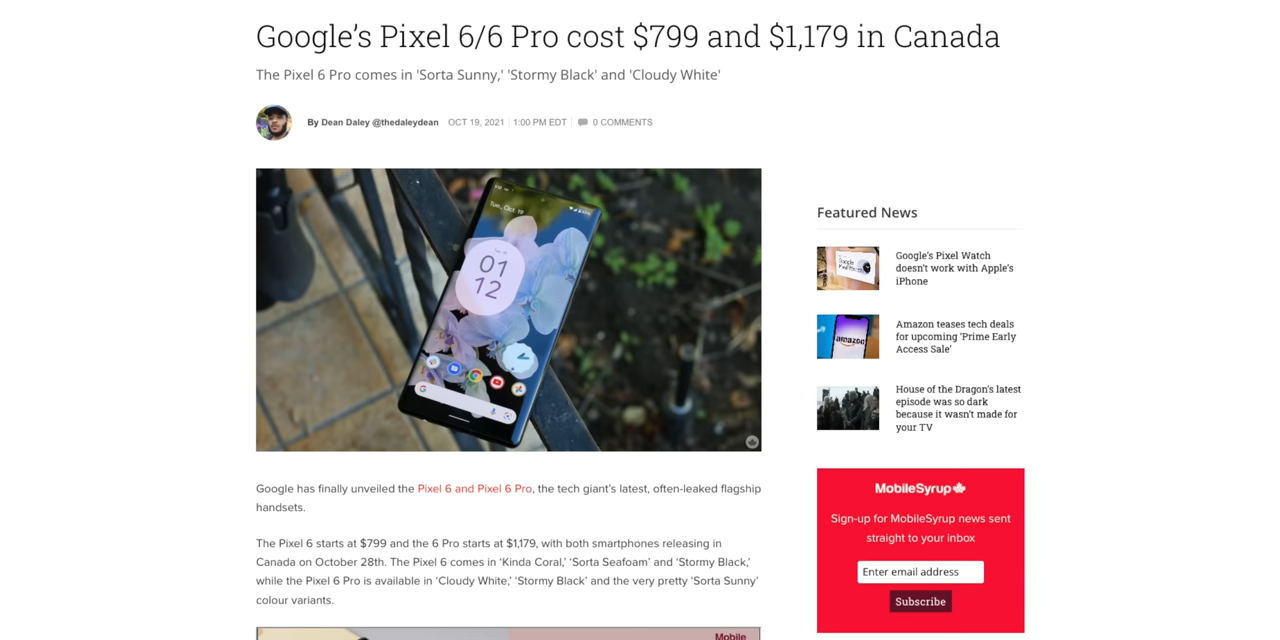 Google’s Pixel 6/6 Pro cost $799 and $1,179 in Canada
The Pixel 6 Pro comes in 'Sorta Sunny,' 'Stormy Black' and 'Cloudy White'
By Dean Daley @thedaleydean OCT 19, 2021 1:00 PM EDT 0 COMMENTS
Tue, Oct. 19
01
12
Google has finally unveiled the Pixel 6 and Pixel 6 Pro, the tech giant’s latest, often-leaked flagship
handsets.
The Pixel 6 starts at $799 and the 6 Pro starts at $1,179, with both smartphones releasing in
Canada on October 28th. The Pixel 6 comes in ‘Kinda Coral,’ ‘Sorta Seafoam’ and ‘Stormy Black,’
while the Pixel 6 Pro is available in ‘Cloudy White,’ ‘Stormy Black’ and the very pretty ‘Sorta Sunny’
colour variants.
Mobile
Featured News
Google’s Pixel Watch
doesn’t work with Apple’s
iPhone
amazon
Amazon teases tech deals
for upcoming ‘Prime Early
Access Sale’
House of the Dragon’s latest
episode was so dark
because it wasn’t made for
your TV
MobileSyrup
Sign-up for MobileSyrup news sent
straight to your inbox
Enter email address
Subscribe